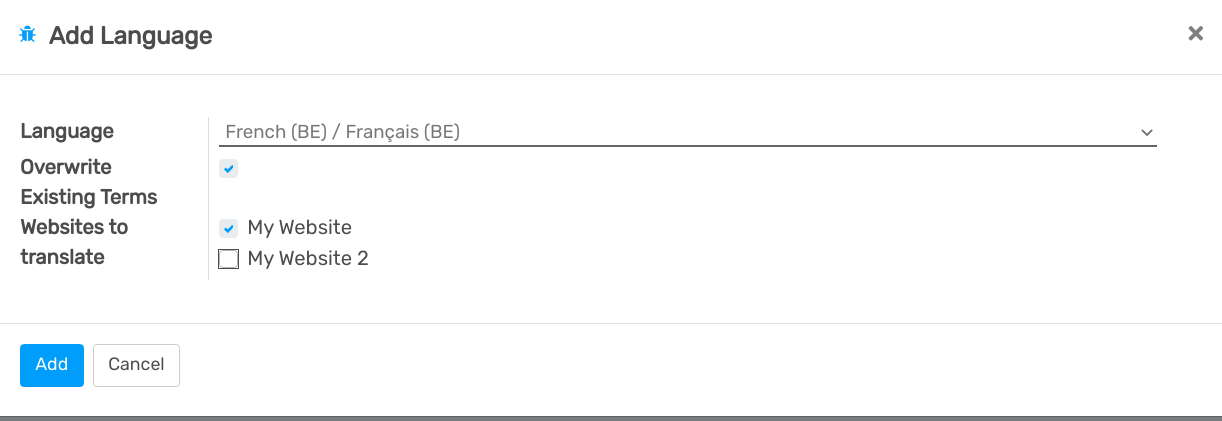 Add Language
Language
French (BE) / Français (BE)
Overwrite
Existing Terms
Websites to
translate
My Website
My Website 2
Add
Cancel